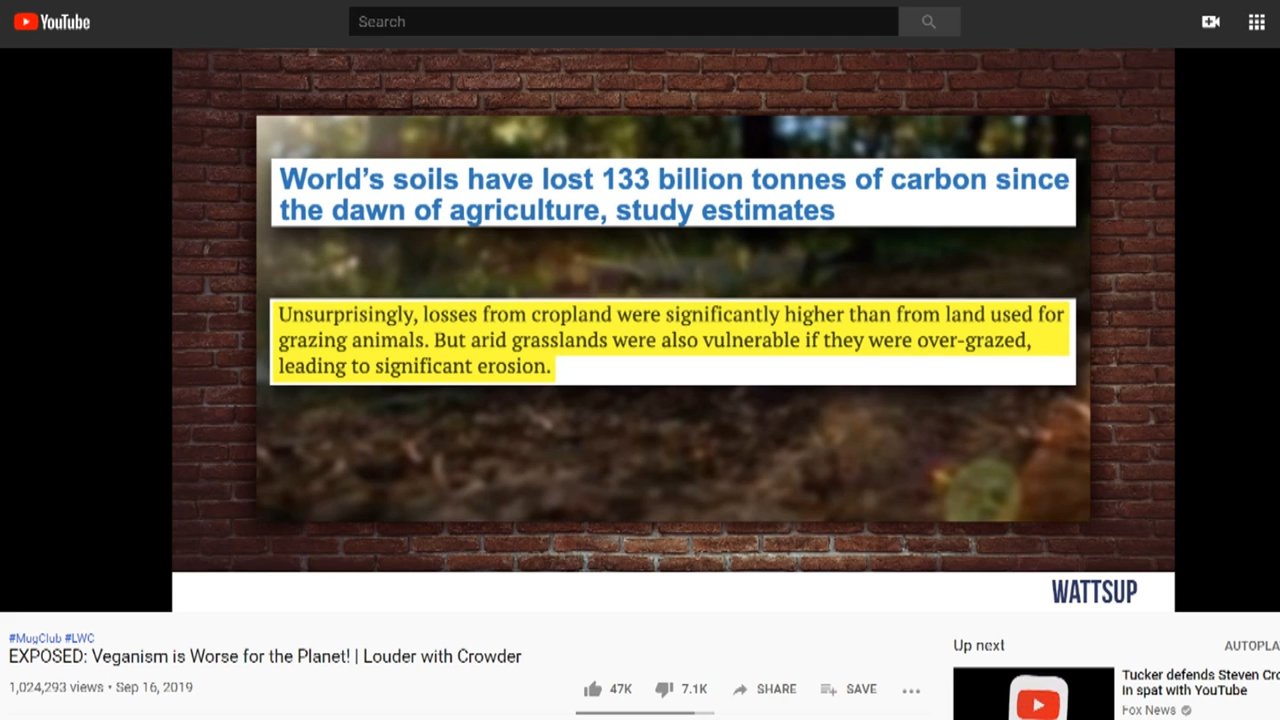 YouTube
Search
World's soils have lost 133 billion tonnes of carbon since
the dawn of agriculture, study estimates
Unsurprisingly, losses from cropland were significantly higher than from land used for
grazing animals. But arid grasslands were also vulnerable if they were over-grazed,
leading to significant erosion.
WATTSUP
#MugClub #LWC
EXPOSED: Veganism is Worse for the Planet! | Louder with Crowder
1,024,293 views • Sep 16, 2019
47K 7.1K SHARE SAVE
Up next AUTOPLA
Tucker defends Steven Cro
in spat with YouTube
Fox News